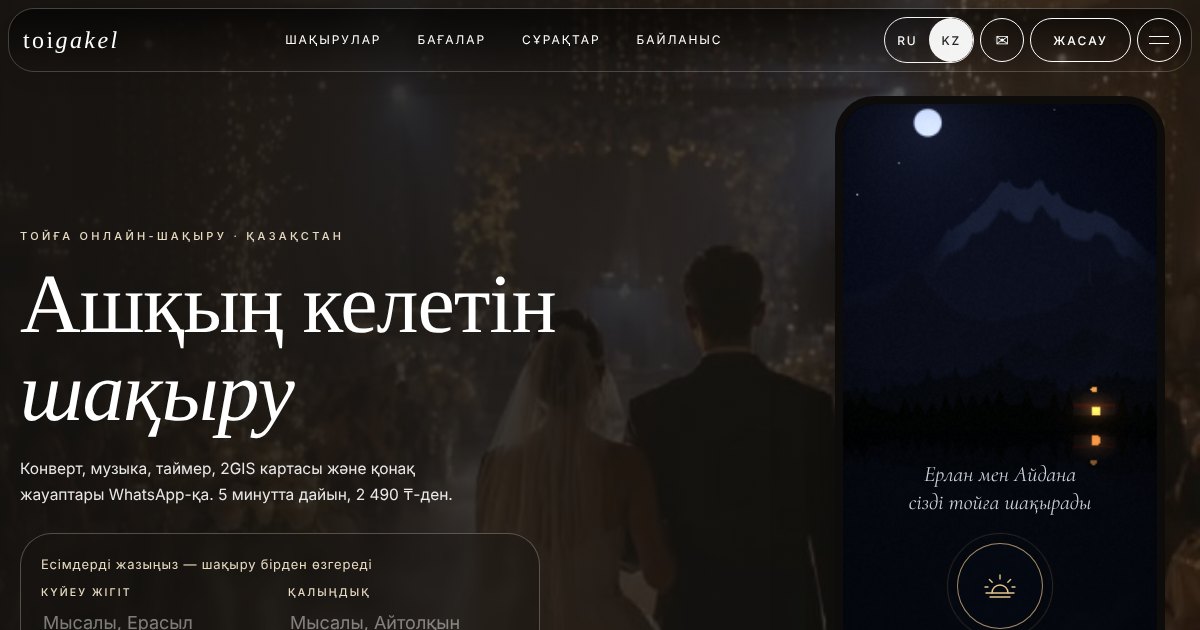 toigakel
ШАҚЫРУЛАР
БАҒАЛАР
СҰРАҚТАР
БАЙЛАНЫС
RU
KZ
ЖАСАУ
ТОЙҒА ОНЛАЙН-ШАҚЫРУ · ҚАЗАҚСТАН
Ашқың келетін
шақыру
Конверт, музыка, таймер, 2GIS картасы және қонақ
жауаптары WhatsApp-қа. 5 минутта дайын, 2 490 ₸-ден.
Есімдерді жазыңыз — шақыру бірден өзгереді
КҮЙЕУ ЖІГІТ
ҚАЛЫҢДЫҚ
Мысалы, Ерасыл
Мысалы, Айтолқын
Ерлан мен Айдана
сізді тойға шақырады